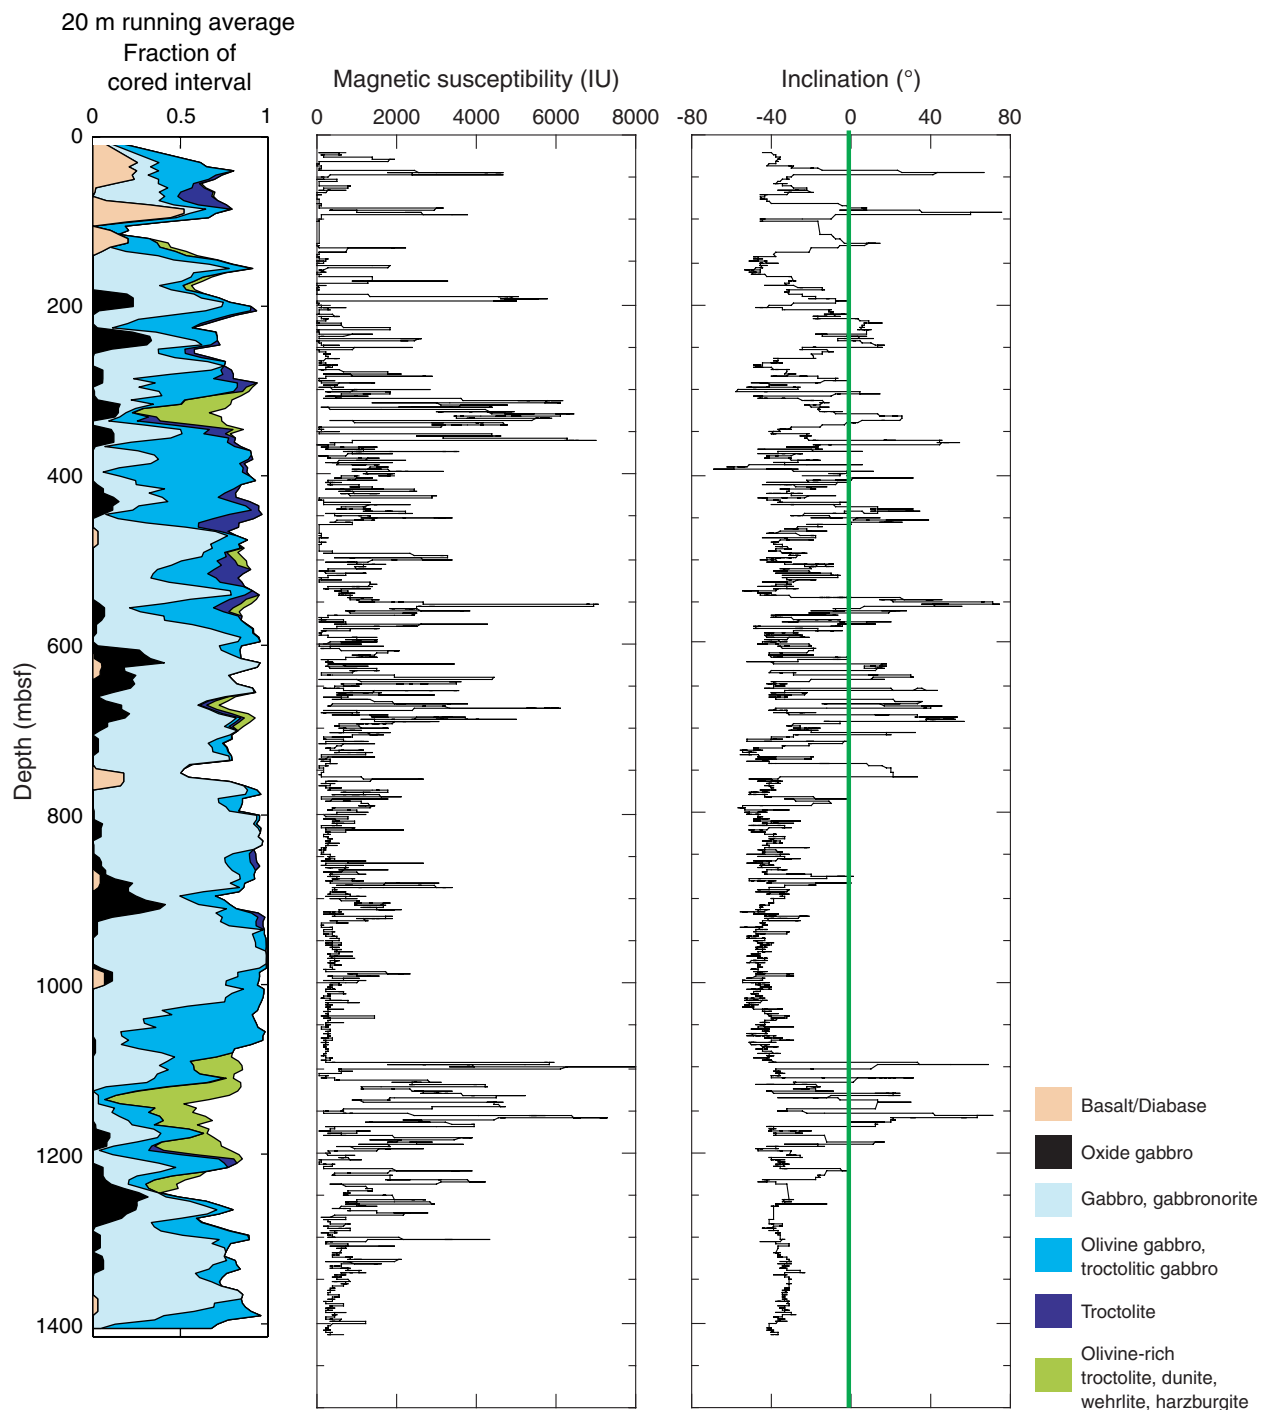 20 m running average
Fraction of
cored interval
0 0.5 1
Magnetic susceptibility (IU)
0 2000 4000 6000 8000
Inclination (°)
-80 -40 0 40 80
Depth (mbsf)
0
200
400
600
800
1000
1200
1400
Basalt/Diabase
Oxide gabbro
Gabbro, gabbronorite
Olivine gabbro,
troctolitic gabbro
Troctolite
Olivine-rich
troctolite, dunite,
wehrlite, harzburgite